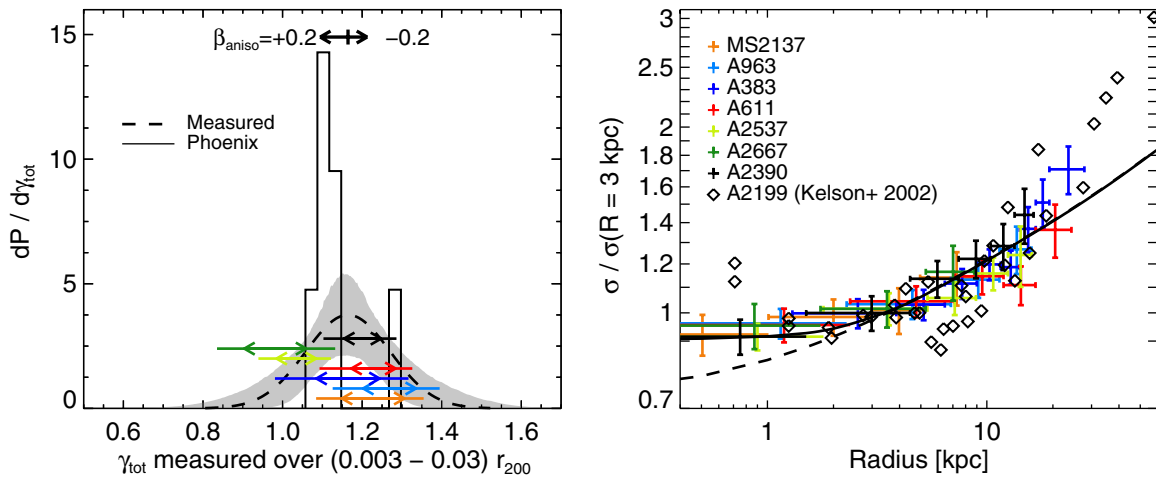 β_aniso=+0.2 −0.2
Measured
Phoenix
dP / dγ_tot
15
10
5
0
0.6 0.8 1.0 1.2 1.4 1.6
γ_tot measured over (0.003 − 0.03) r_200
MS2137
A963
A383
A611
A2537
A2667
A2390
A2199 (Kelson+ 2002)
σ / σ(R = 3 kpc)
3
2.5
2
1.8
1.6
1.4
1.2
1
0.7
1 10
Radius [kpc]